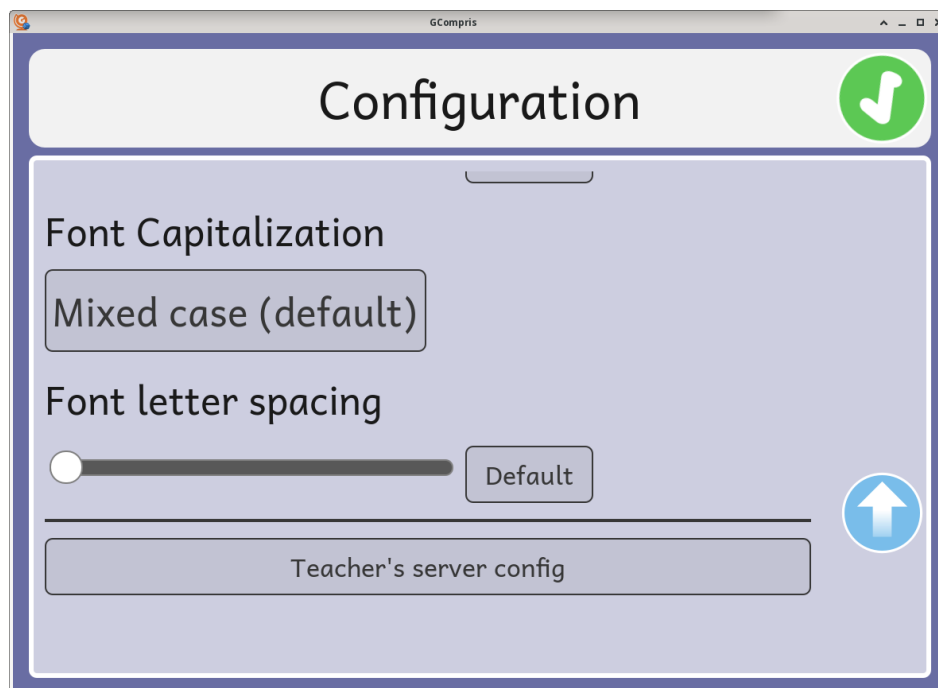 GCompris
Configuration
Font Capitalization
Mixed case (default)
Font letter spacing
Default
Teacher's server config